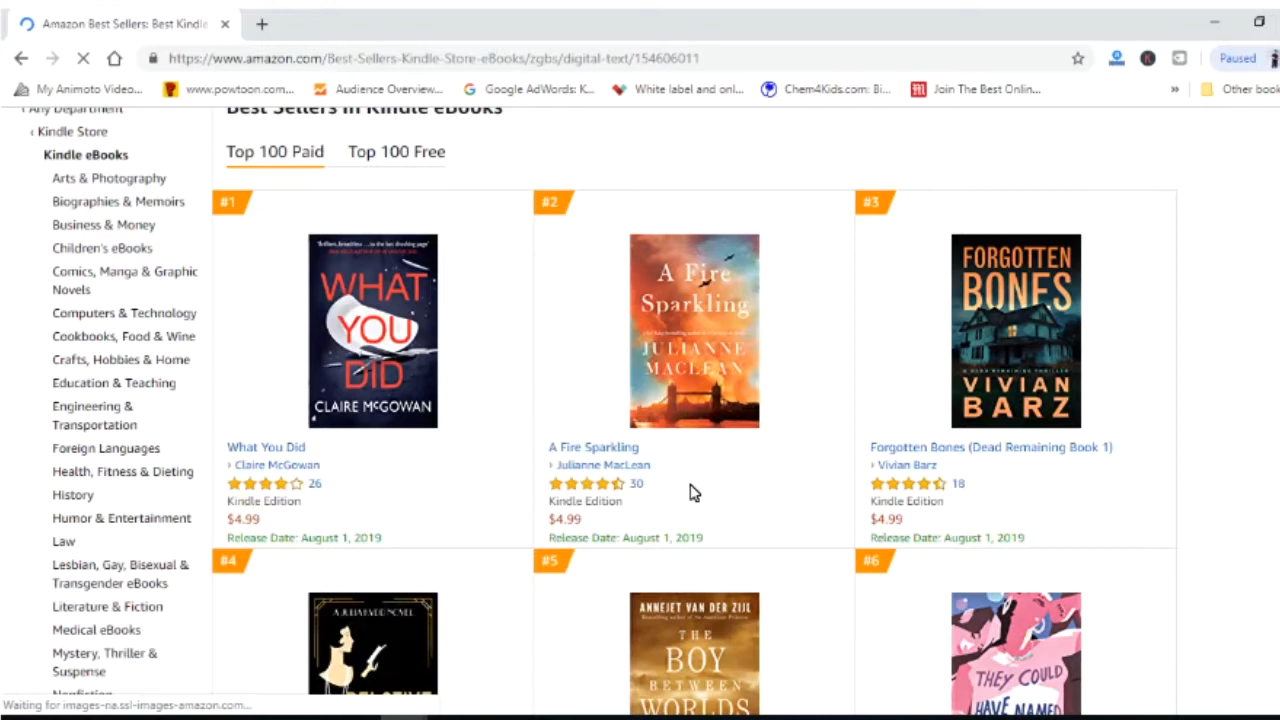 Amazon Best Sellers: Best Kindle
https://www.amazon.com/Best-Sellers-Kindle-Store-eBooks/zgbs/digital-text/154606011
Paused
My Animoto Video...
www.powtoon.com...
Audience Overview...
Google AdWords: K...
White label and onl...
Chem4Kids.com: Bi...
Join The Best Onlin...
»
Other book
‹ Any Department
‹ Kindle Store
Kindle eBooks
Arts & Photography
Biographies & Memoirs
Business & Money
Children's eBooks
Comics, Manga & Graphic
Novels
Computers & Technology
Cookbooks, Food & Wine
Crafts, Hobbies & Home
Education & Teaching
Engineering &
Transportation
Foreign Languages
Health, Fitness & Dieting
History
Humor & Entertainment
Law
Lesbian, Gay, Bisexual &
Transgender eBooks
Literature & Fiction
Medical eBooks
Mystery, Thriller &
Suspense
Nonfiction
Best Sellers in Kindle eBooks
Top 100 Paid
Top 100 Free
#1
WHAT
YOU
DID
CLAIRE McGOWAN
What You Did
› Claire McGowan
26
Kindle Edition
$4.99
Release Date: August 1, 2019
#2
A Fire
Sparkling
JULIANNE
MACLEAN
A Fire Sparkling
› Julianne MacLean
30
Kindle Edition
$4.99
Release Date: August 1, 2019
#3
FORGOTTEN
BONES
A DEAD REMAINING THRILLER
VIVIAN
BARZ
Forgotten Bones (Dead Remaining Book 1)
› Vivian Barz
18
Kindle Edition
$4.99
Release Date: August 1, 2019
#4
#5
ANNEJET VAN DER ZIJL
THE
BOY
BETWEEN
WORLDS
#6
THEY COULD
HAVE NAMED
Waiting for images-na.ssl-images-amazon.com...